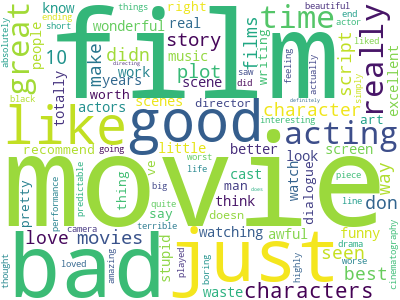 black ending things short know people wonderful 10 totally
absolutely
directing
years make worth
real story
work music plot
actors scenes scene did
actually feeling saw
didn
time
films
script
writing
director
actor
end
liked
simply
beautiful
right
definitely
really
excellent
interesting
great
film
like
good
acting
character
recommend
going
little
better
look
screen
art
way
movie
pretty
performance
predictable
thing
ve
cast
man
watch
dialogue
don
piece
cinematography
love
movies
camera
quite
say
big
life
worst
does
think
doesn
watching
awful
line
funny
seen
drama
worse
best
bad
just
thought
loved
amazing
stupid
terrible
played
boring
waste
highly
characters